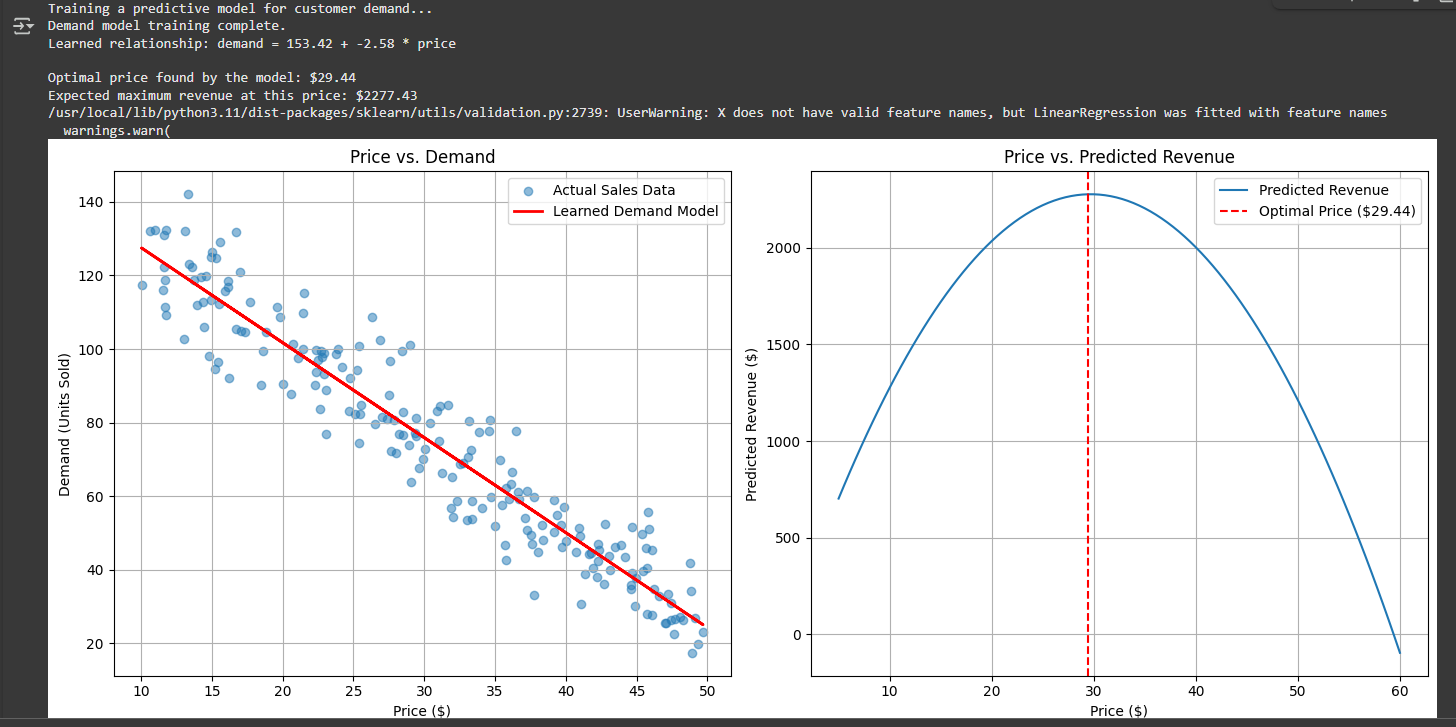 Training a predictive model for customer demand...
Demand model training complete.
Learned relationship: demand = 153.42 + -2.58 * price
Optimal price found by the model: $29.44
Expected maximum revenue at this price: $2277.43
/usr/local/lib/python3.11/dist-packages/sklearn/utils/validation.py:2739: UserWarning: X does not have valid feature names, but LinearRegression was fitted with feature names
warnings.warn(
Price vs. Demand
Actual Sales Data
Learned Demand Model
Demand (Units Sold)
140
120
100
80
60
40
20
10 15 20 25 30 35 40 45 50
Price ($)
Price vs. Predicted Revenue
Predicted Revenue
Optimal Price ($29.44)
Predicted Revenue ($)
2000
1500
1000
500
0
10 20 30 40 50 60
Price ($)